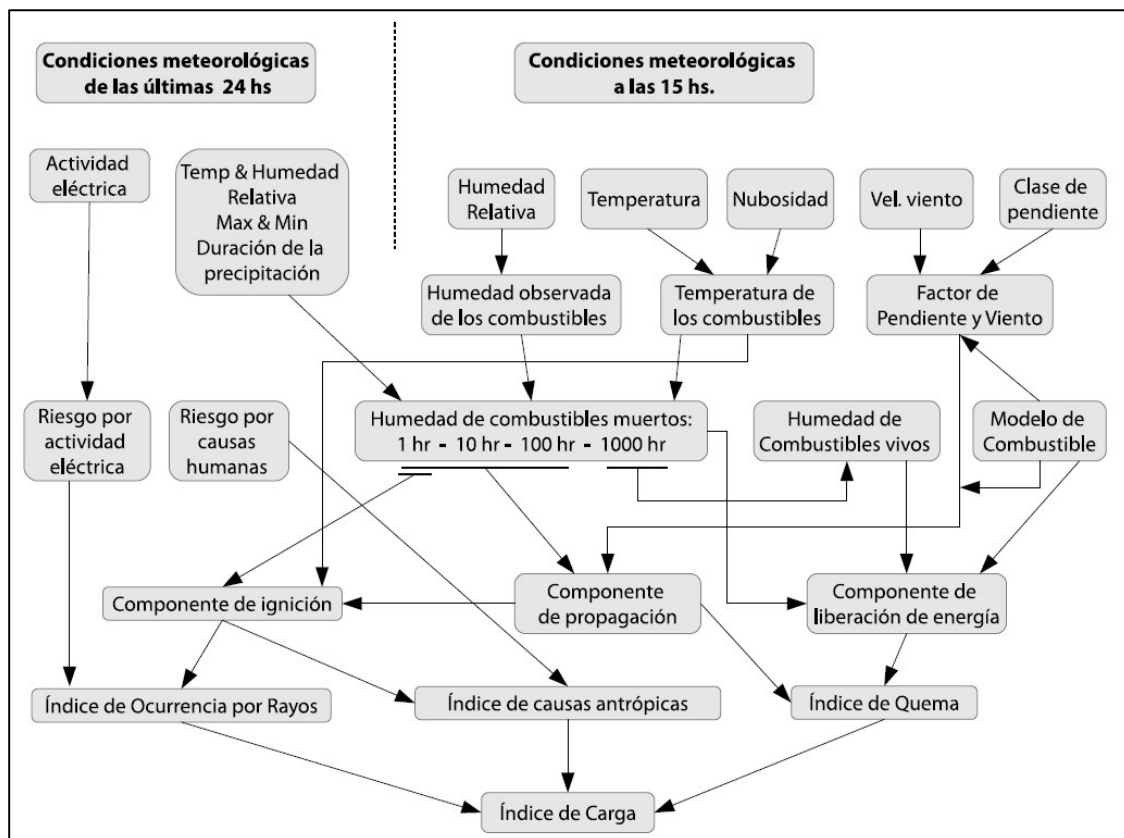 Condiciones meteorológicas
de las últimas 24 hs
Condiciones meteorológicas
a las 15 hs.
Actividad
eléctrica
Temp & Humedad
Relativa
Max & Min
Duración de la
precipitación
Humedad
Relativa
Temperatura
Nubosidad
Vel. viento
Clase de
pendiente
Humedad observada
de los combustibles
Temperatura de
los combustibles
Factor de
Pendiente y Viento
Riesgo por
actividad
eléctrica
Riesgo por
causas
humanas
Humedad de combustibles muertos:
1 hr - 10 hr - 100 hr - 1000 hr
Humedad de
Combustibles vivos
Modelo de
Combustible
Componente de ignición
Componente
de propagación
Componente de
liberación de energía
Índice de Ocurrencia por Rayos
Índice de causas antrópicas
Índice de Quema
Índice de Carga